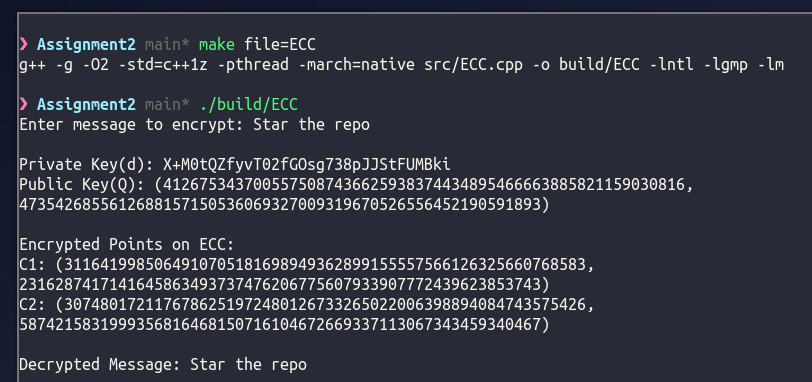 ❯ Assignment2 main* make file=ECC
g++ -g -O2 -std=c++1z -pthread -march=native src/ECC.cpp -o build/ECC -lntl -lgmp -lm
❯ Assignment2 main* ./build/ECC
Enter message to encrypt: Star the repo
Private Key(d): X+M0tQZfyvT02fGOsg738pJJStFUMBki
Public Key(Q): (4126753437005575087436625938374434895466663885821159030816,
4735426855612688157150536069327009319670526556452190591893)
Encrypted Points on ECC:
C1: (3116419985064910705181698949362899155557566126325660768583,
2316287417141645863493737476206775607933907772439623853743)
C2: (3074801721176786251972480126733265022006398894084743575426,
5874215831999356816468150716104672669337113067343459340467)
Decrypted Message: Star the repo